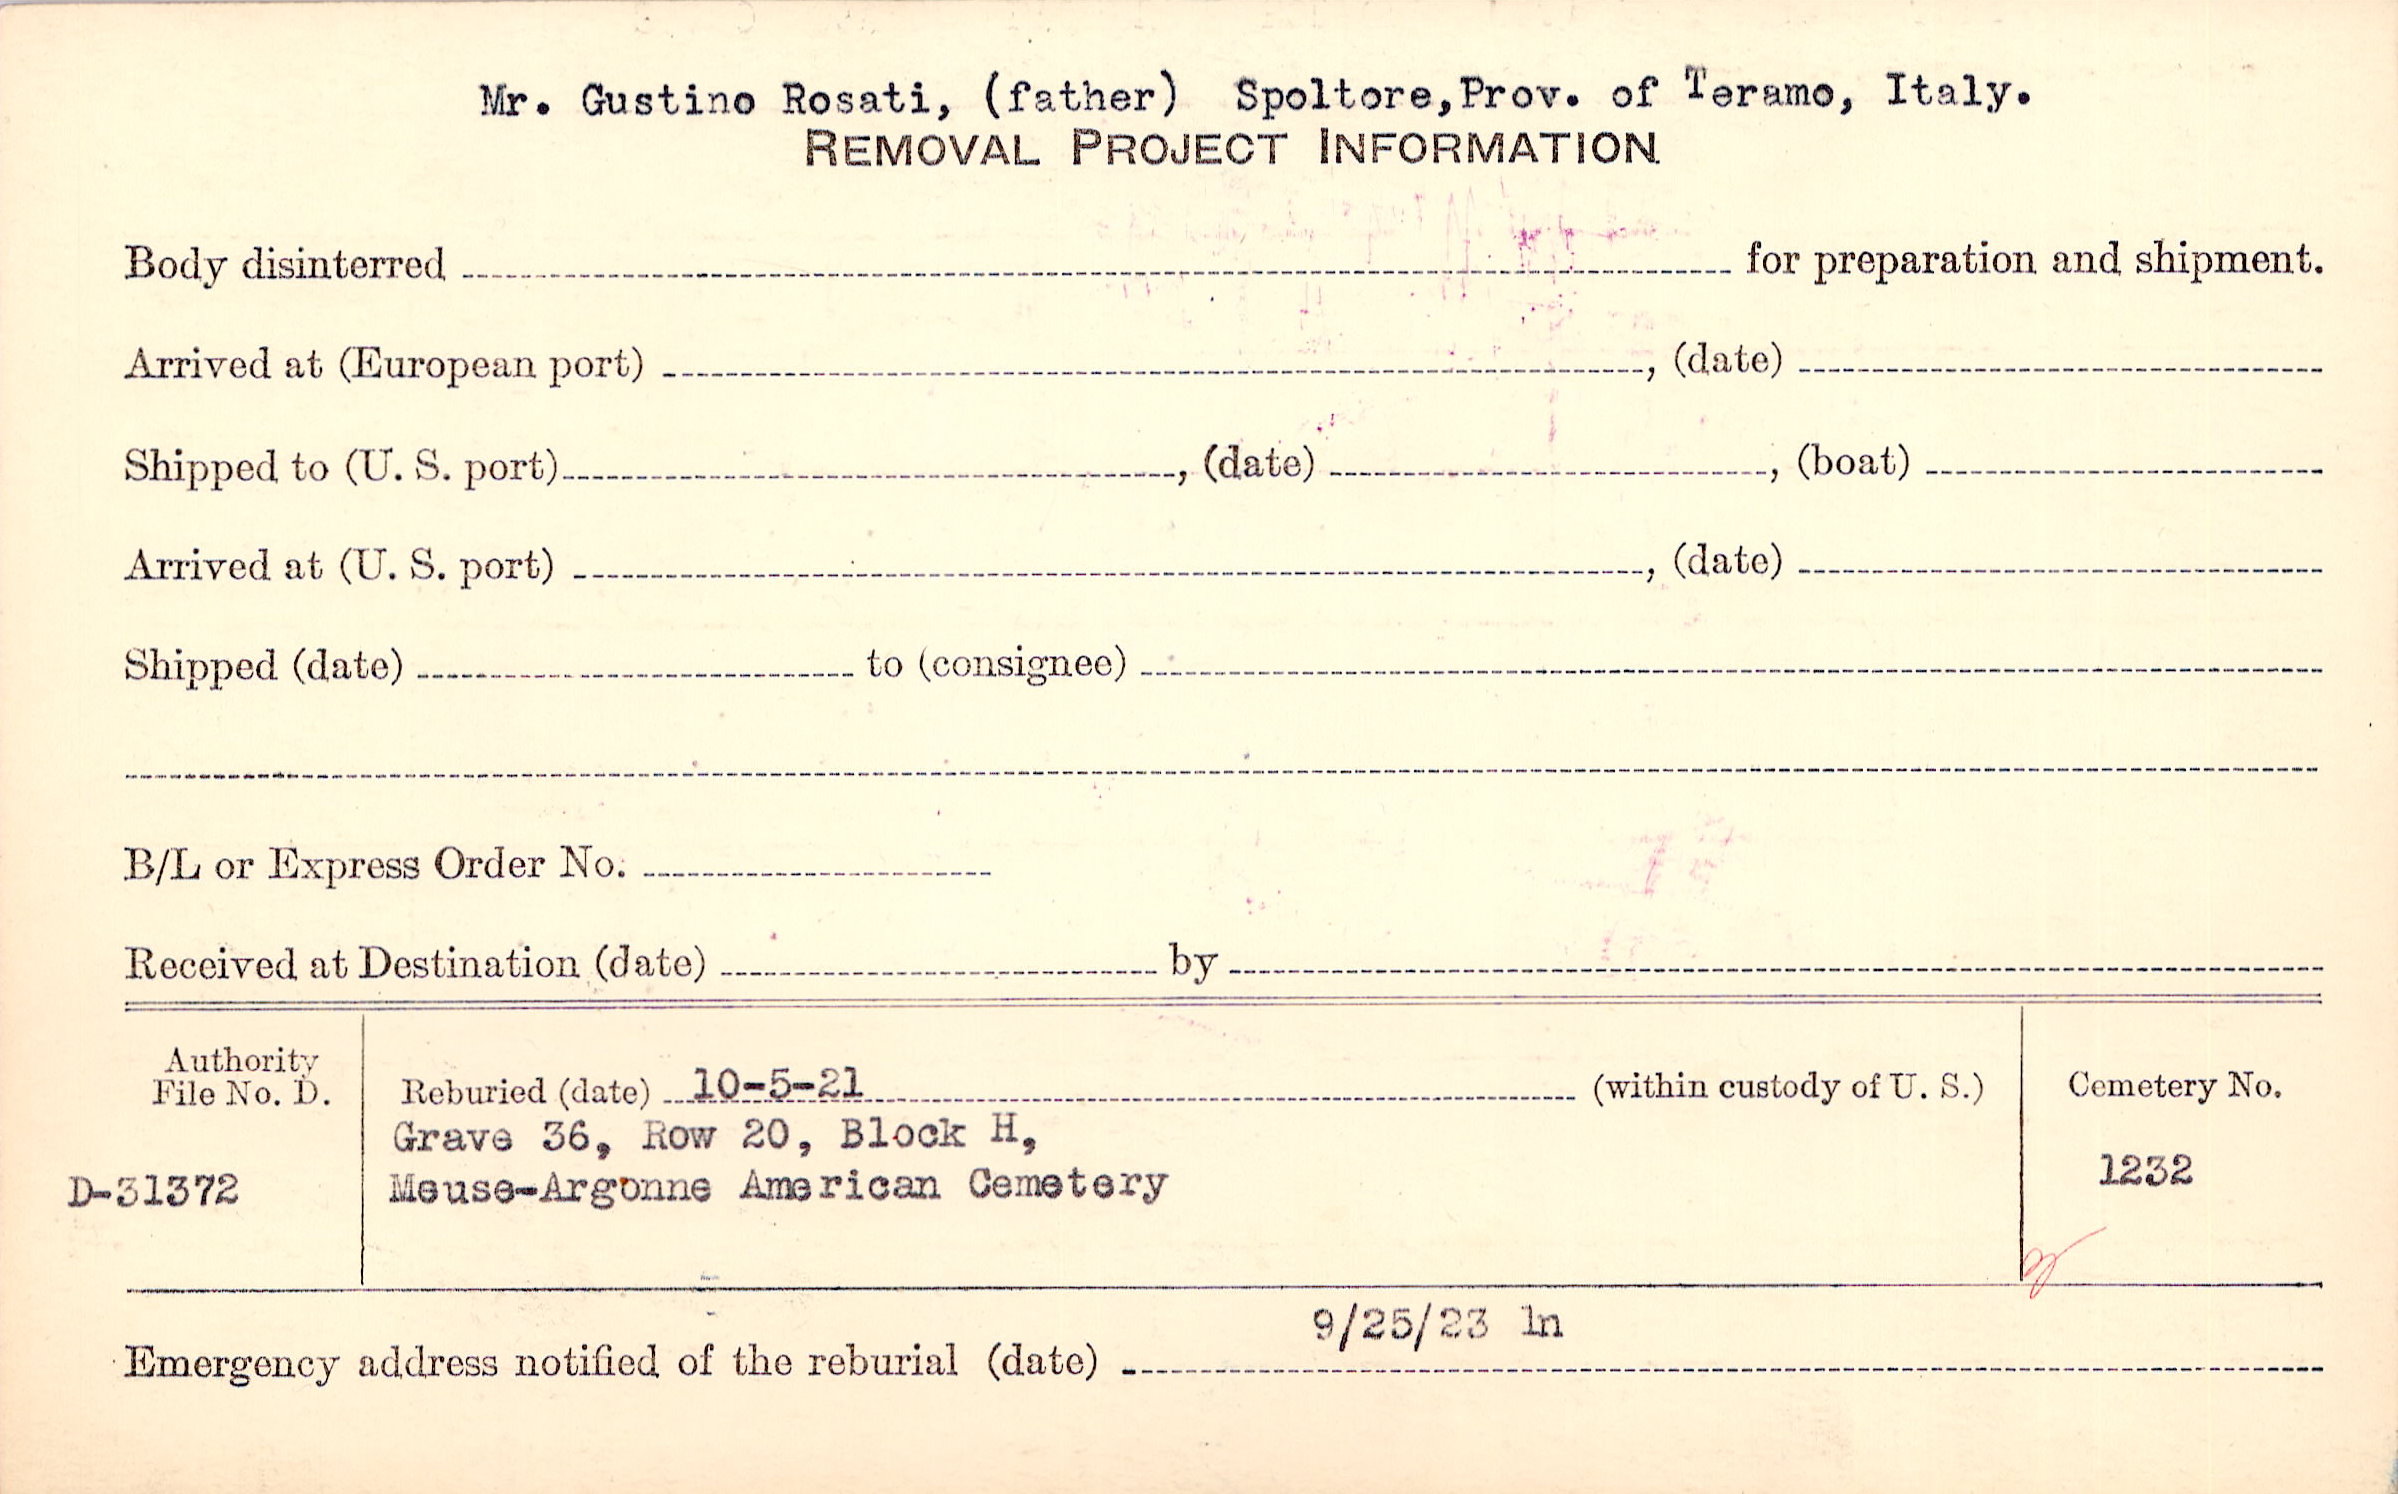 Mr. Gustino Rosati, (father) Spoltore,Prov. of Teramo, Italy.
REMOVAL PROJECT INFORMATION
Body disinterred for preparation and shipment.
Arrived at (European port) , (date)
Shipped to (U. S. port) , (date) , (boat)
Arrived at (U. S. port) , (date)
Shipped (date) to (consignee)
B/L or Express Order No.
Received at Destination (date) by
Authority
File No. D.
D-31372
Reburied (date) 10-5-21 (within custody of U. S.)
Grave 36, Row 20, Block H,
Meuse-Argonne American Cemetery
Cemetery No.
1232
9/25/23 ln
Emergency address notified of the reburial (date)